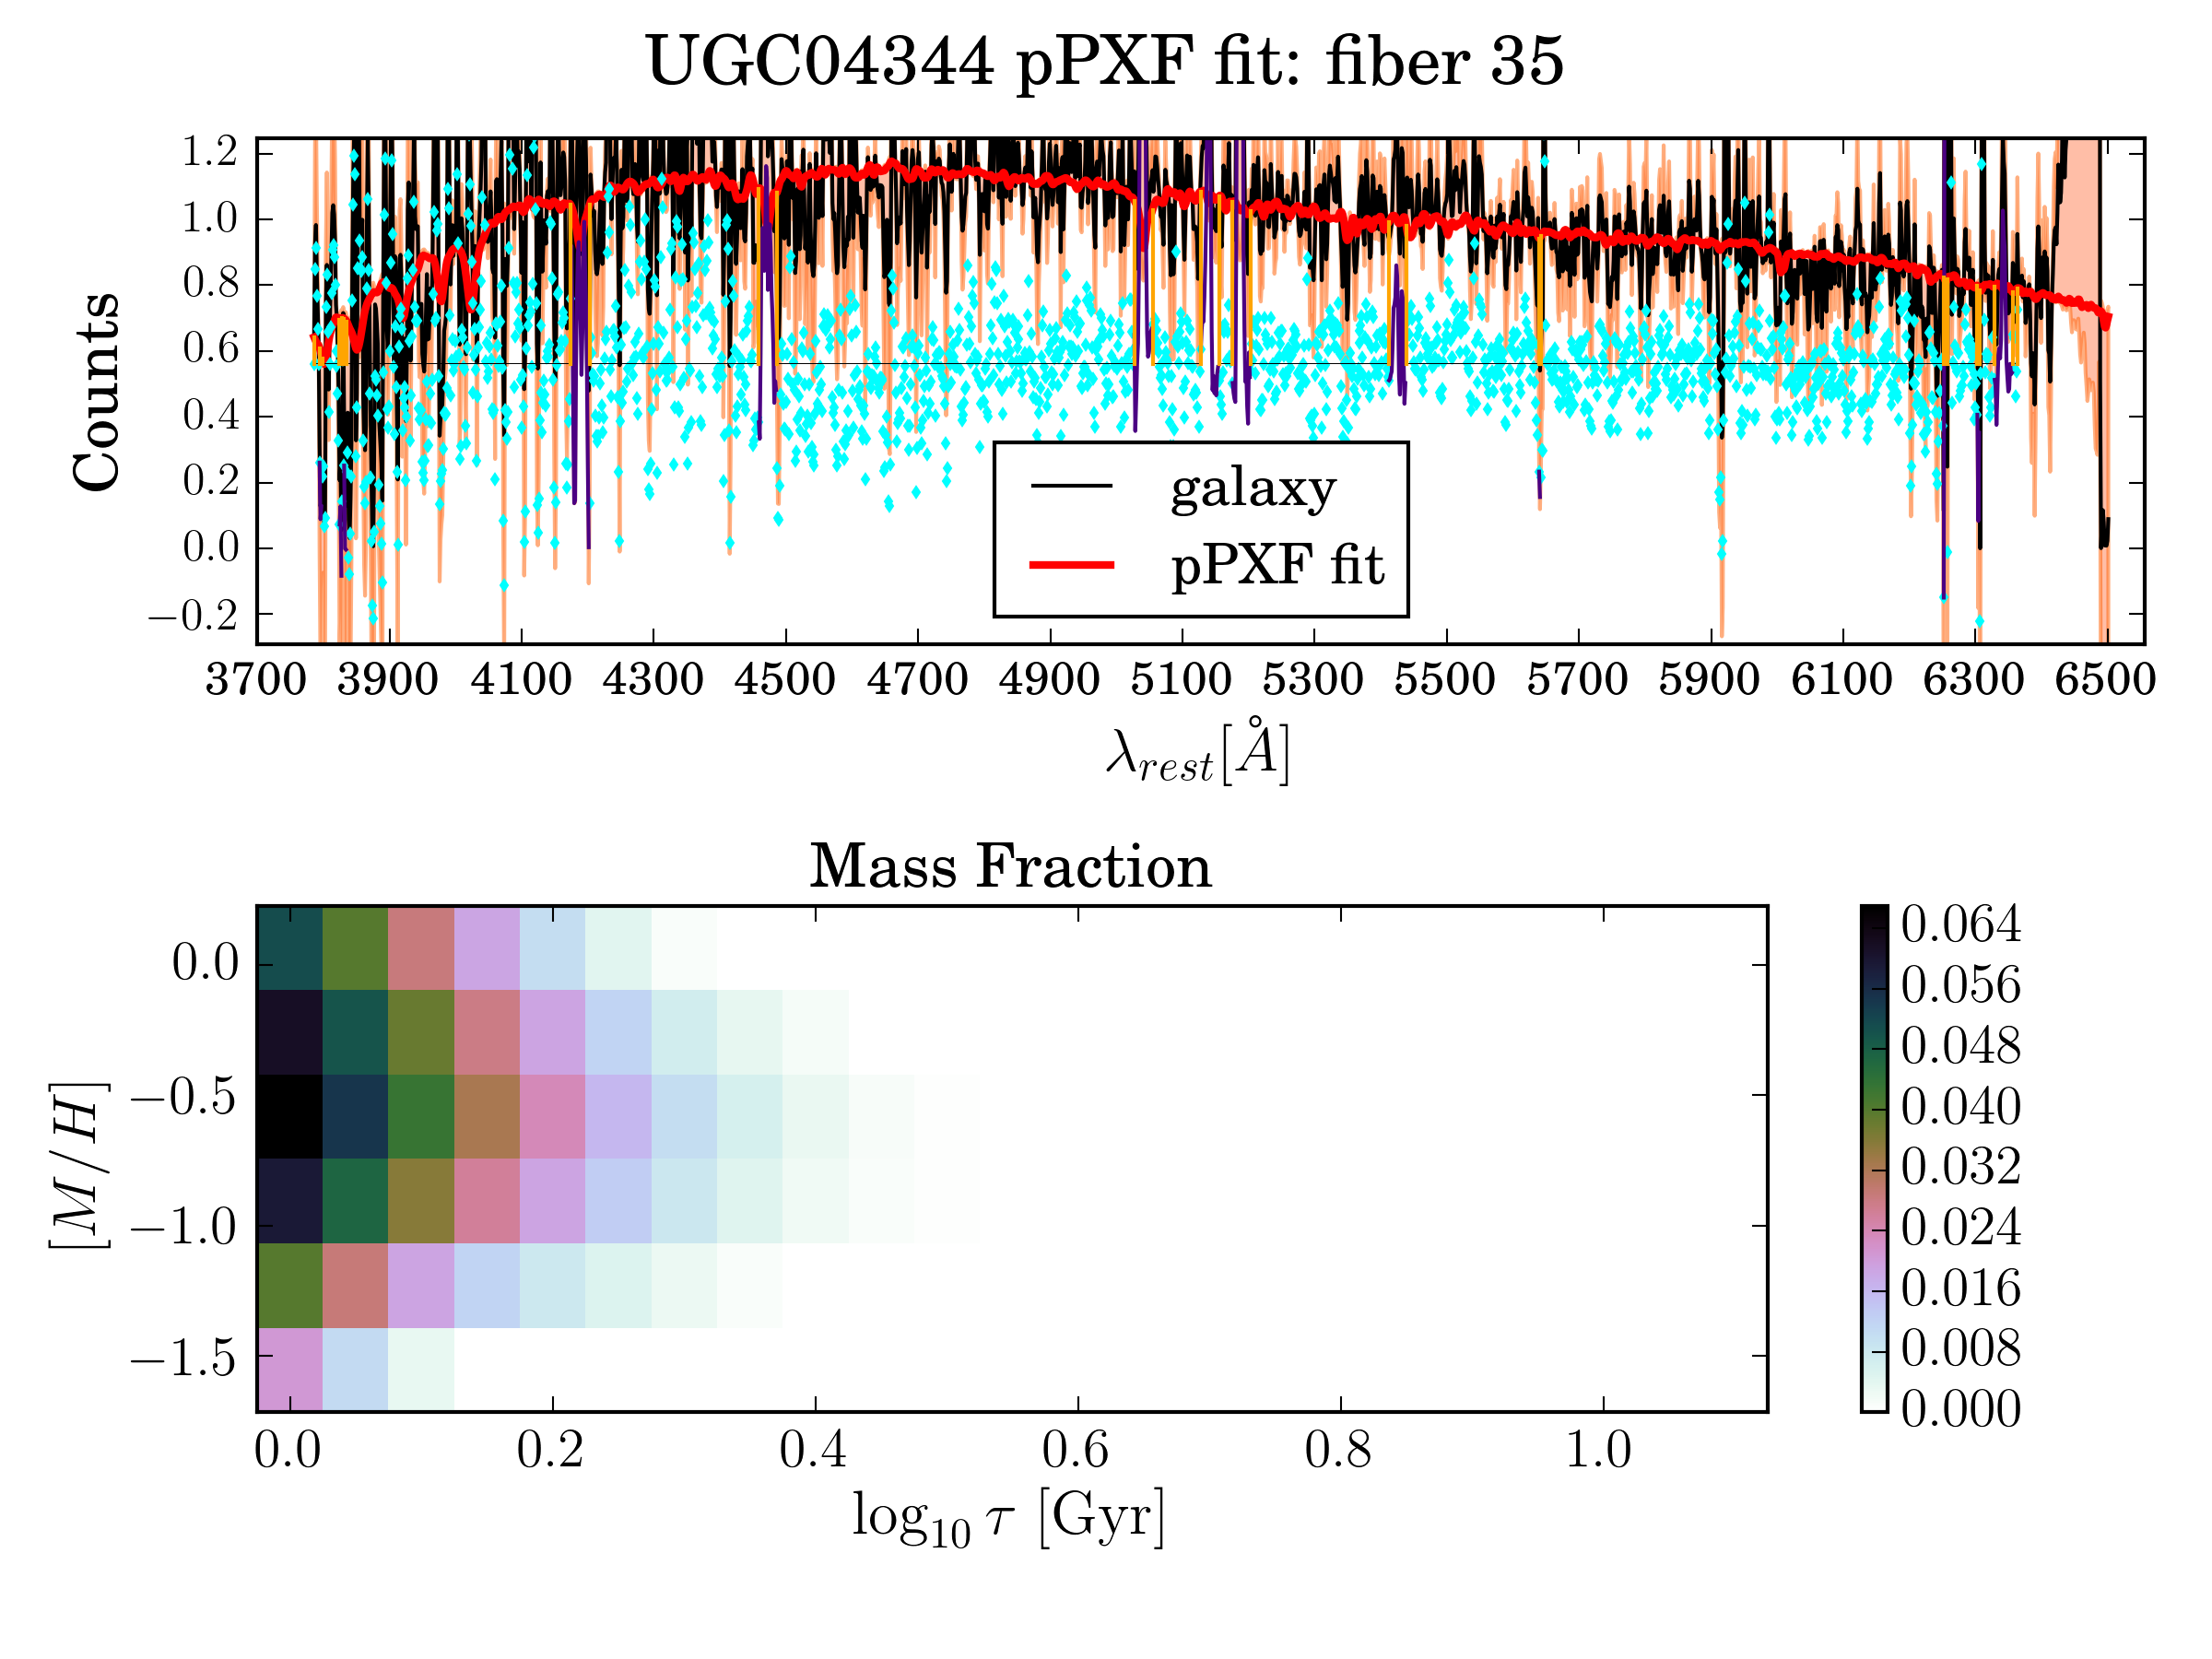 UGC04344 pPXF fit: fiber 35
1.2
1.0
0.8
0.6
0.4
0.2
0.0
−0.2
Counts
galaxy
pPXF fit
3700 3900 4100 4300 4500 4700 4900 5100 5300 5500 5700 5900 6100 6300 6500
λrest[Å]
Mass Fraction
0.0
−0.5
−1.0
−1.5
[M/H]
0.0 0.2 0.4 0.6 0.8 1.0
log10 τ [Gyr]
0.064
0.056
0.048
0.040
0.032
0.024
0.016
0.008
0.000